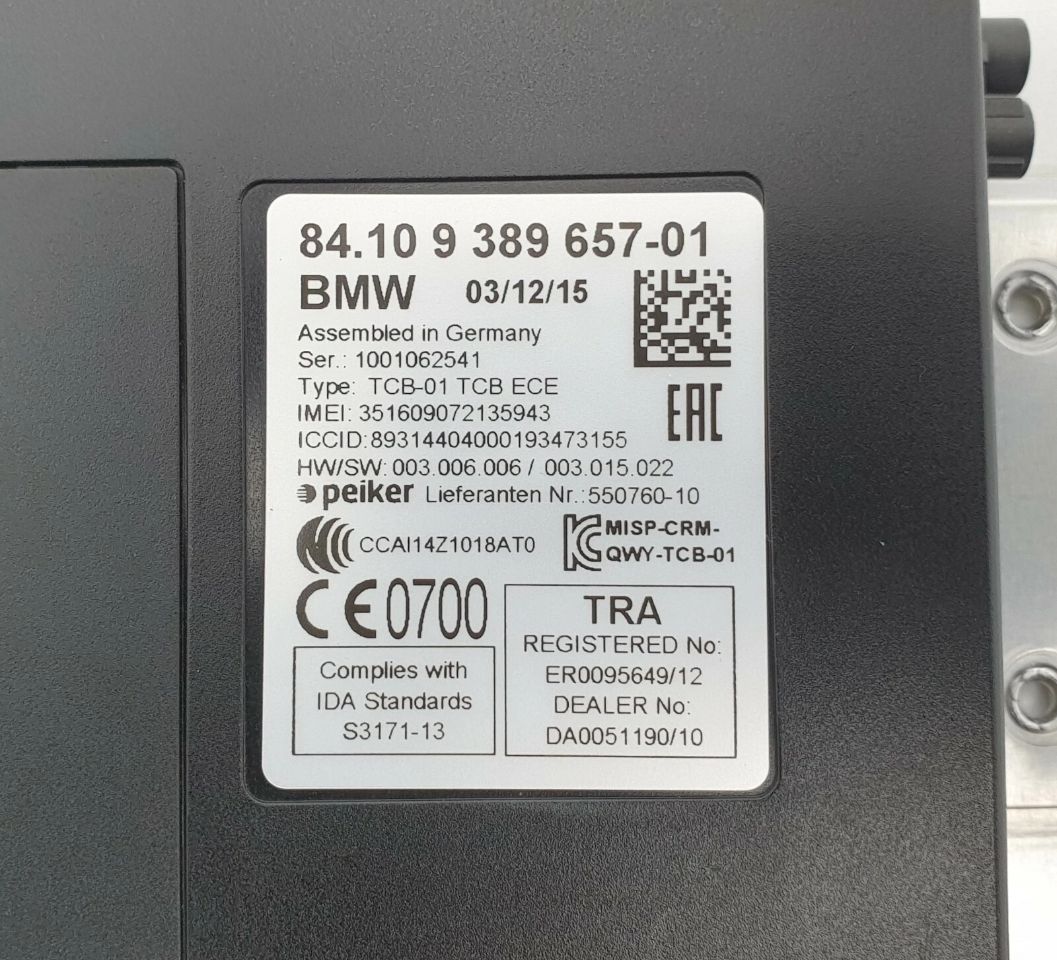 84.10 9 389 657-01
BMW 03/12/15
Assembled in Germany
Ser.: 1001062541
Type: TCB-01 TCB ECE
IMEI: 351609072135943
EAC
ICCID:89314404000193473155
HW/SW: 003.006.006 / 003.015.022
peiker Lieferanten Nr.:550760-10
CCAI14Z1018AT0
MISP-CRM-
QWY-TCB-01
CE0700
Complies with
IDA Standards
S3171-13
TRA
REGISTERED No:
ER0095649/12
DEALER No:
DA0051190/10